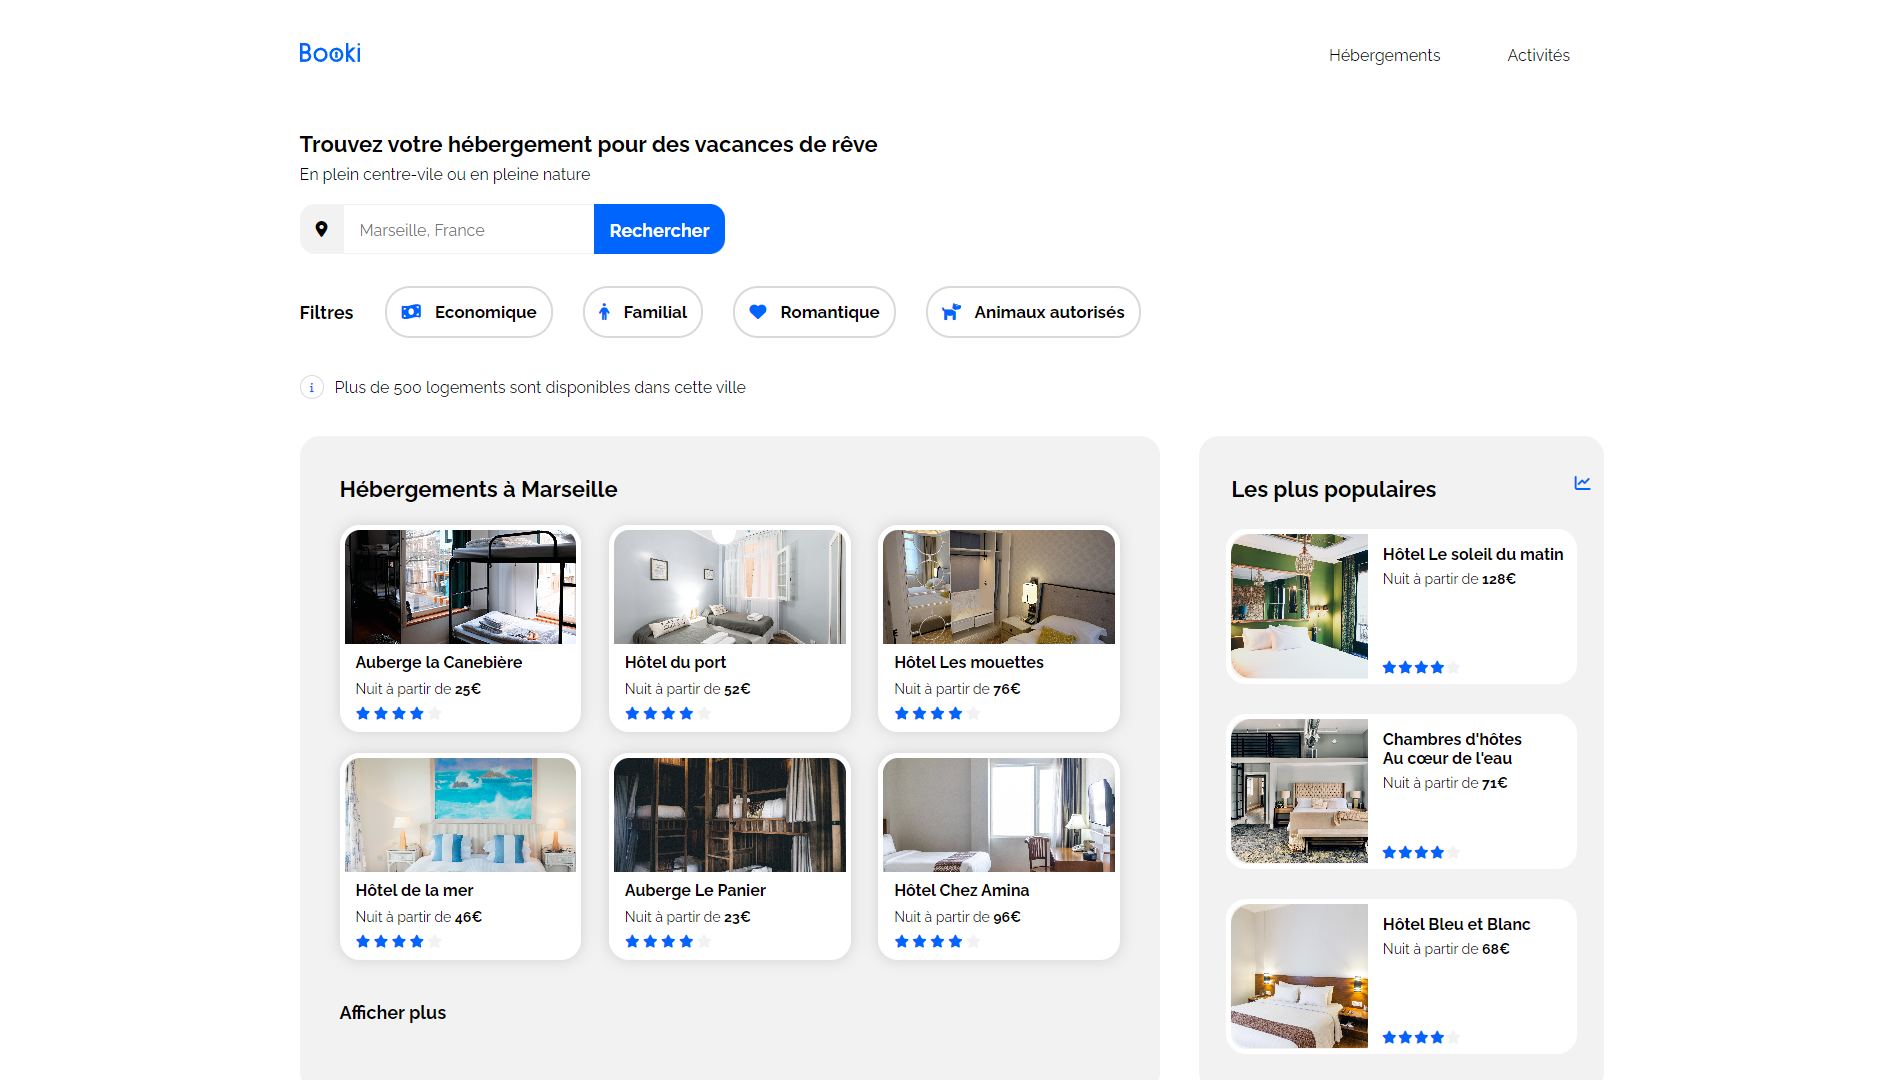 Booki
Hébergements
Activités
Trouvez votre hébergement pour des vacances de rêve
En plein centre-vile ou en pleine nature
Marseille, France
Rechercher
Filtres
Economique
Familial
Romantique
Animaux autorisés
i
Plus de 500 logements sont disponibles dans cette ville
Hébergements à Marseille
Auberge la Canebière
Nuit à partir de 25€
Hôtel du port
Nuit à partir de 52€
Hôtel Les mouettes
Nuit à partir de 76€
Hôtel de la mer
Nuit à partir de 46€
Auberge Le Panier
Nuit à partir de 23€
Hôtel Chez Amina
Nuit à partir de 96€
Afficher plus
Les plus populaires
Hôtel Le soleil du matin
Nuit à partir de 128€
Chambres d'hôtes
Au cœur de l'eau
Nuit à partir de 71€
Hôtel Bleu et Blanc
Nuit à partir de 68€